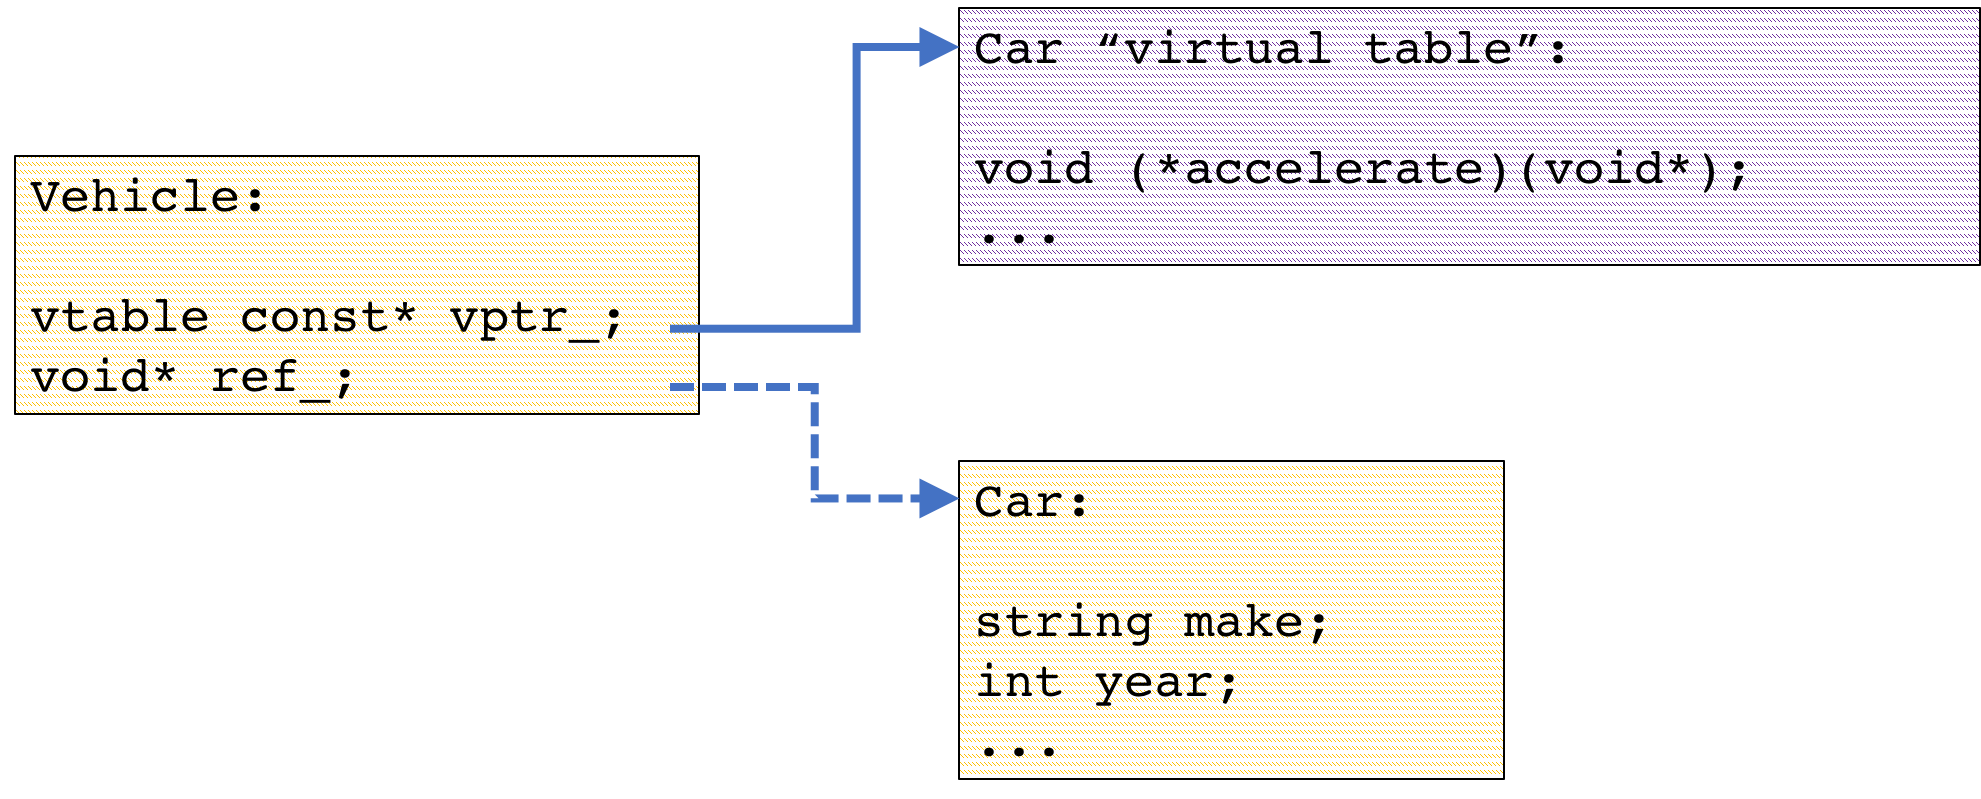 Vehicle:
vtable const* vptr_;
void* ref_;
Car “virtual table”:
void (*accelerate)(void*);
...
Car:
string make;
int year;
...